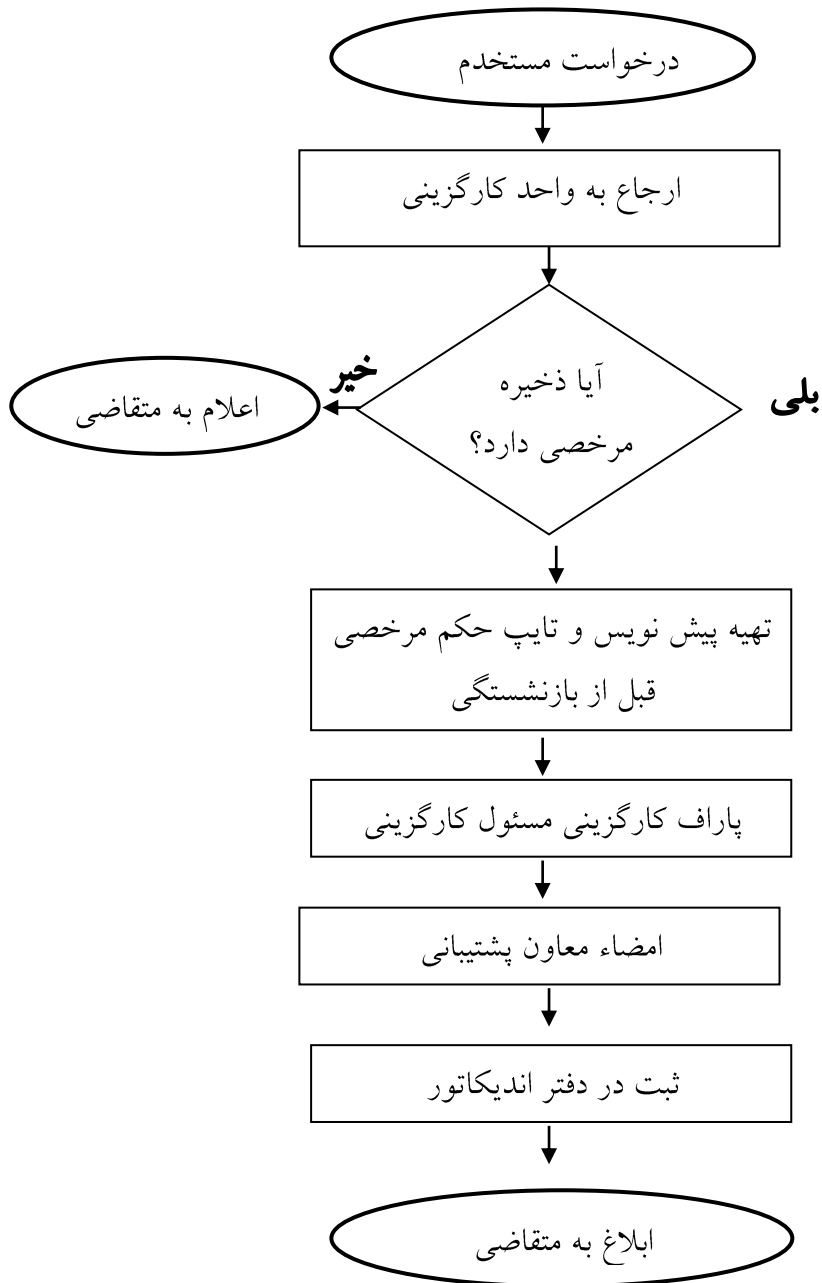 درخواست مستخدم
ارجاع به واحد کارگزینی
آیا ذخیره
مرخصی دارد؟
بلی
خیر
اعلام به متقاضی
تهیه پیش نویس و تایپ حکم مرخصی
قبل از بازنشستگی
پاراف کارگزینی مسئول کارگزینی
امضاء معاون پشتیبانی
ثبت در دفتر اندیکاتور
ابلاغ به متقاضی